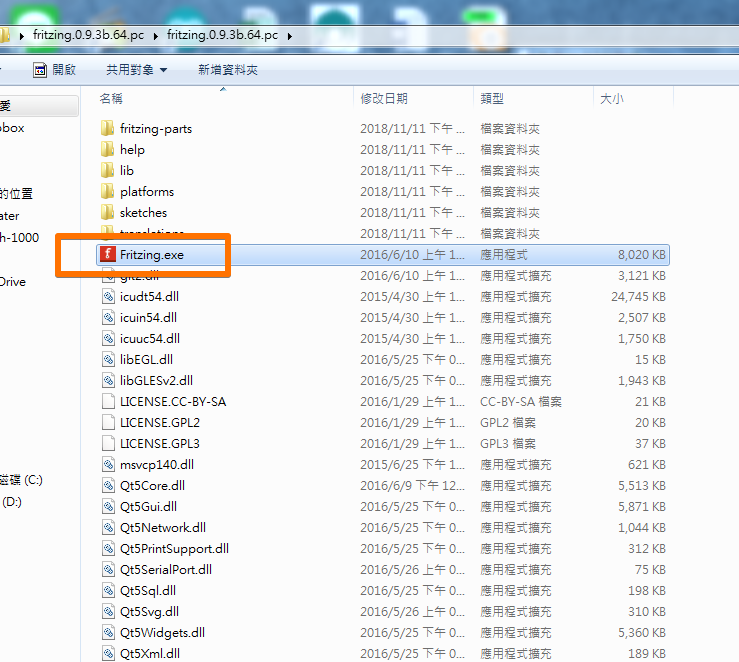 fritzing.0.9.3b.64.pc fritzing.0.9.3b.64.pc
開啟 共用對象 新增資料夾
名稱 修改日期 類型 大小
愛
box
的位置
ater
h-1000
Drive
磁碟 (C:)
(D:)
fritzing-parts 2018/11/11 下午 ... 檔案資料夾
help 2018/11/11 下午 ... 檔案資料夾
lib 2018/11/11 下午 ... 檔案資料夾
platforms 2018/11/11 下午 ... 檔案資料夾
sketches 2018/11/11 下午 ... 檔案資料夾
translations 2018/11/11 下午 ... 檔案資料夾
Fritzing.exe 2016/6/10 上午 1... 應用程式 8,020 KB
git2.dll 2016/6/10 上午 1... 應用程式擴充 3,121 KB
icudt54.dll 2015/4/30 上午 1... 應用程式擴充 24,745 KB
icuin54.dll 2015/4/30 上午 1... 應用程式擴充 2,507 KB
icuuc54.dll 2015/4/30 上午 1... 應用程式擴充 1,750 KB
libEGL.dll 2016/5/25 下午 0... 應用程式擴充 15 KB
libGLESv2.dll 2016/5/25 下午 0... 應用程式擴充 1,943 KB
LICENSE.CC-BY-SA 2016/1/29 上午 1... CC-BY-SA 檔案 21 KB
LICENSE.GPL2 2016/1/29 上午 1... GPL2 檔案 20 KB
LICENSE.GPL3 2016/1/29 上午 1... GPL3 檔案 37 KB
msvcp140.dll 2015/6/25 下午 1... 應用程式擴充 621 KB
Qt5Core.dll 2016/6/9 下午 12... 應用程式擴充 5,513 KB
Qt5Gui.dll 2016/5/25 下午 0... 應用程式擴充 5,871 KB
Qt5Network.dll 2016/5/25 下午 0... 應用程式擴充 1,044 KB
Qt5PrintSupport.dll 2016/5/25 下午 0... 應用程式擴充 312 KB
Qt5SerialPort.dll 2016/5/26 上午 0... 應用程式擴充 75 KB
Qt5Sql.dll 2016/5/25 下午 0... 應用程式擴充 198 KB
Qt5Svg.dll 2016/5/26 上午 0... 應用程式擴充 310 KB
Qt5Widgets.dll 2016/5/25 下午 0... 應用程式擴充 5,360 KB
Qt5Xml.dll 2016/5/25 下午 0... 應用程式擴充 189 KB